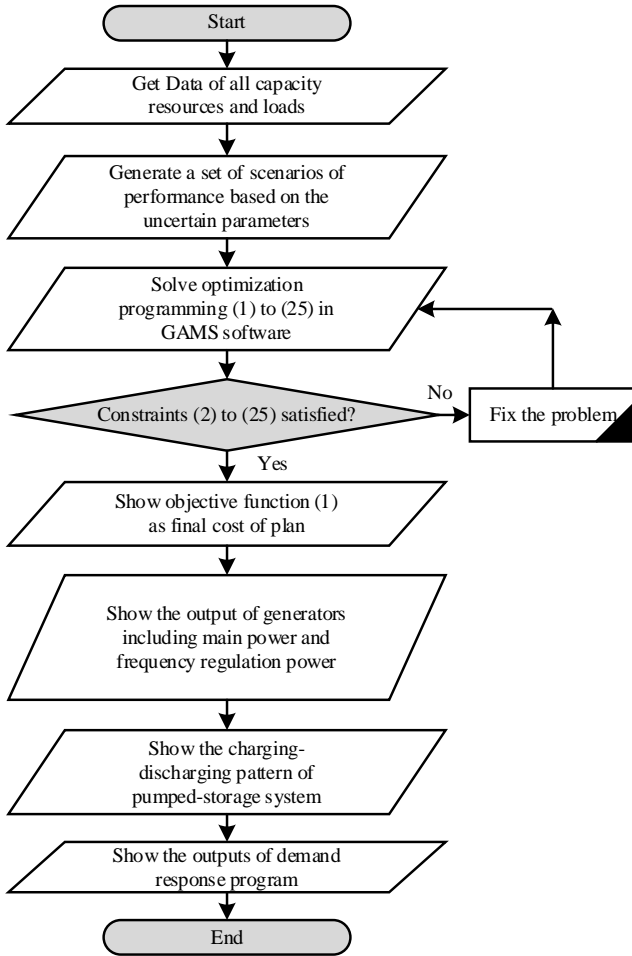 Start
Get Data of all capacity
resources and loads
Generate a set of scenarios of
performance based on the
uncertain parameters
Solve optimization
programming (1) to (25) in
GAMS software
Constraints (2) to (25) satisfied?
No
Fix the problem
Yes
Show objective function (1)
as final cost of plan
Show the output of generators
including main power and
frequency regulation power
Show the charging-
discharging pattern of
pumped-storage system
Show the outputs of demand
response program
End